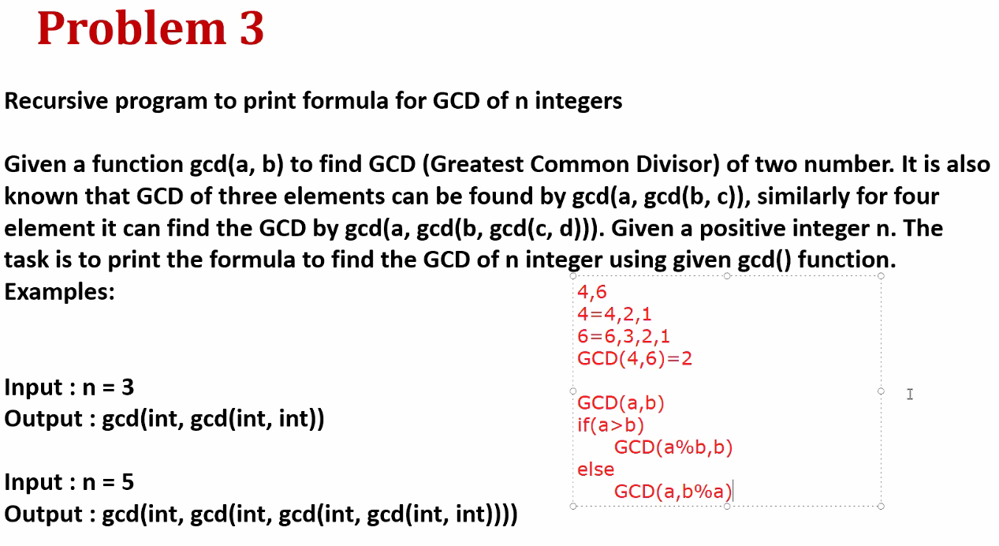 Problem 3
Recursive program to print formula for GCD of n integers
Given a function gcd(a, b) to find GCD (Greatest Common Divisor) of two number. It is also
known that GCD of three elements can be found by gcd(a, gcd(b, c)), similarly for four
element it can find the GCD by gcd(a, gcd(b, gcd(c, d))). Given a positive integer n. The
task is to print the formula to find the GCD of n integer using given gcd() function.
Examples:
Input : n = 3
Output : gcd(int, gcd(int, int))
Input : n = 5
Output : gcd(int, gcd(int, gcd(int, gcd(int, int))))
4,6
4=4,2,1
6=6,3,2,1
GCD(4,6)=2
GCD(a,b)
if(a>b)
GCD(a%b,b)
else
GCD(a,b%a)